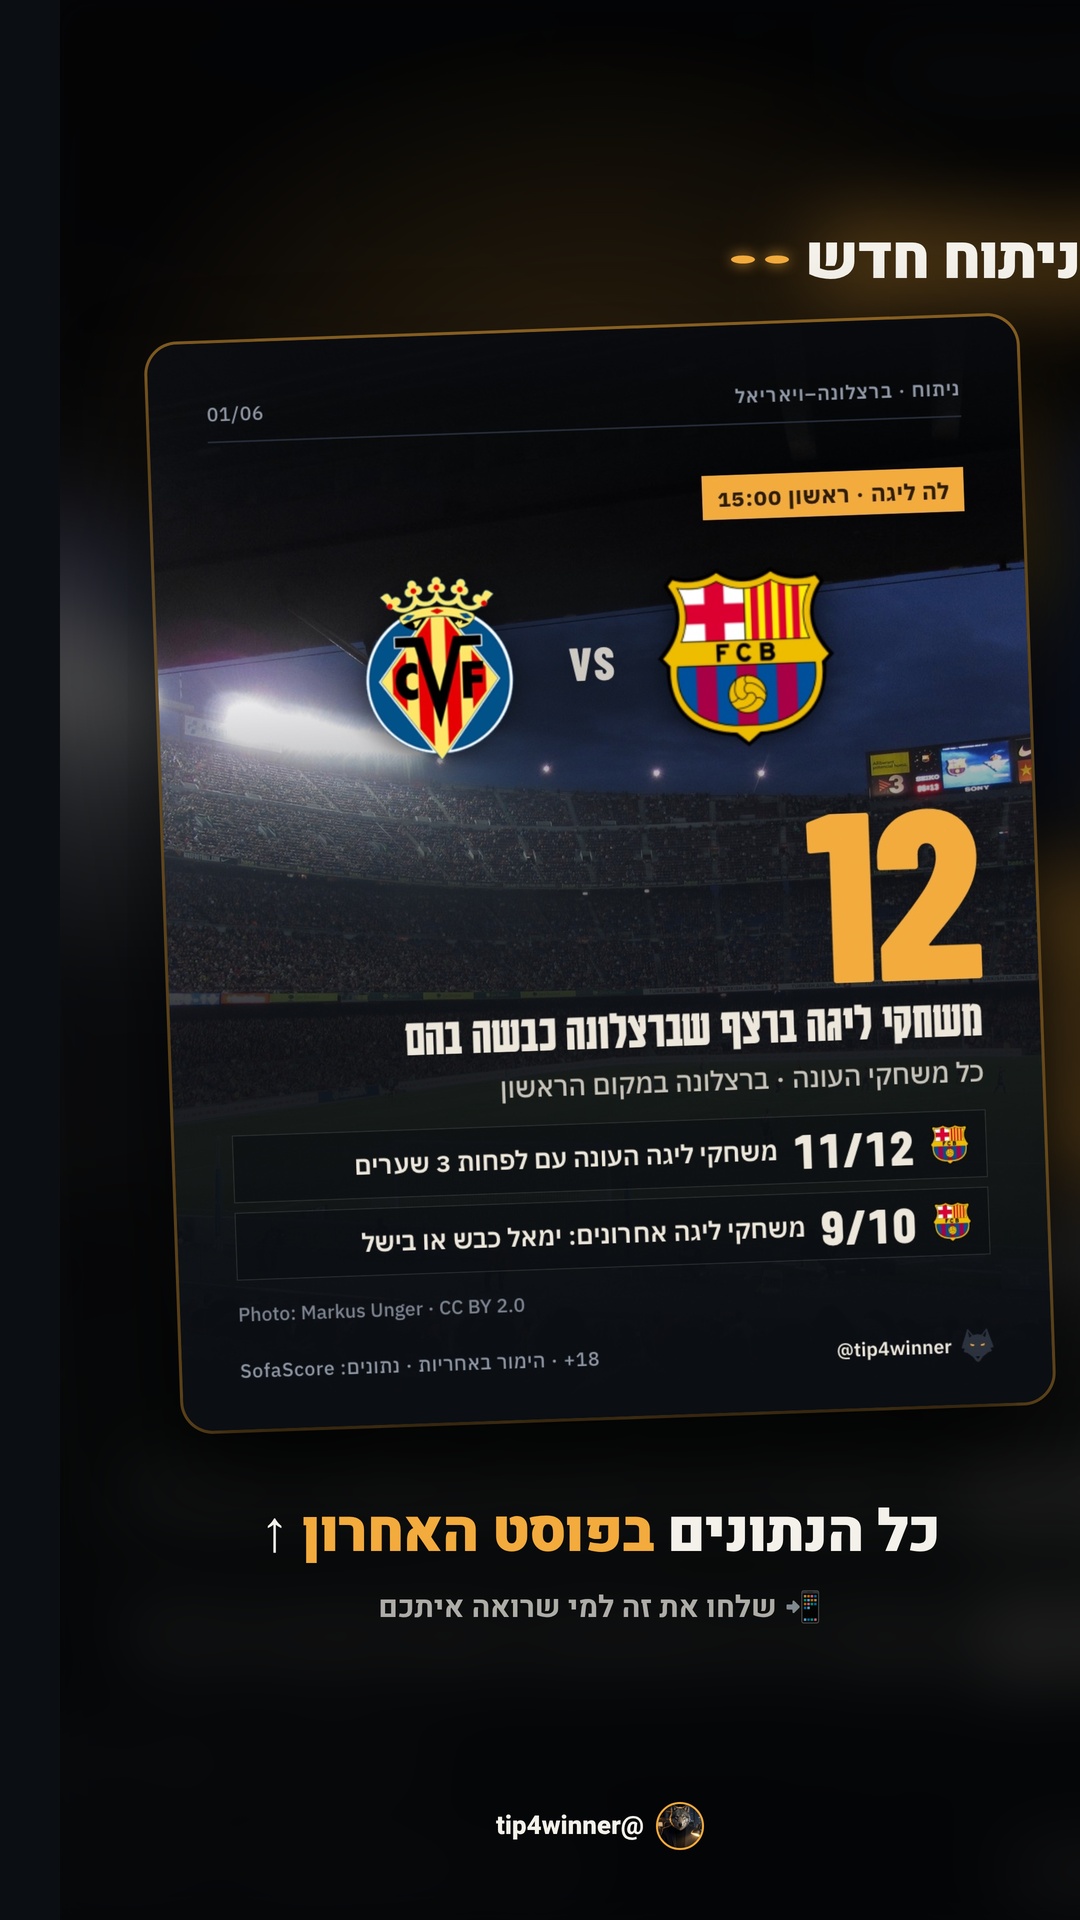 ניתוח חדש
ניתוח · ברצלונה–ויאריאל
01/06
לה ליגה · ראשון 15:00
FCB
VS
CVF
12
משחקי ליגה ברצף שברצלונה כבשה בהם
כל משחקי העונה · ברצלונה במקום הראשון
11/12 משחקי ליגה העונה עם לפחות 3 שערים
9/10 משחקי ליגה אחרונים: ימאל כבש או בישל
Photo: Markus Unger · CC BY 2.0
@tip4winner
18+ · הימור באחריות · נתונים: SofaScore
כל הנתונים בפוסט האחרון ↑
📲 שלחו את זה למי שרואה איתכם
tip4winner@